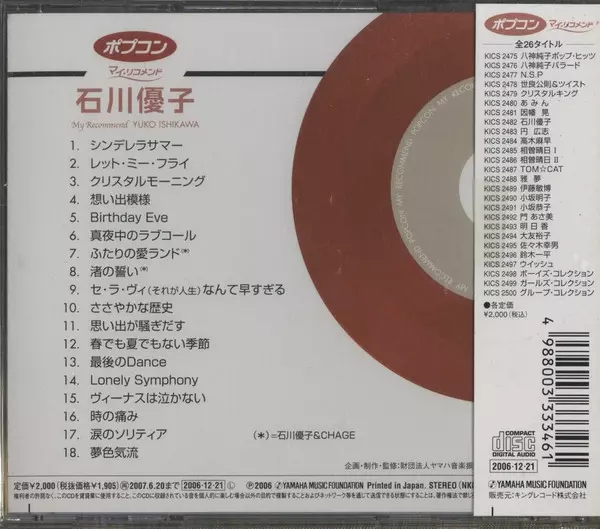 ポプコン
マイ・リコメンド
石川優子
My Recommend YUKO ISHIKAWA
1. シンデレラサマー
2. レット・ミー・フライ
3. クリスタルモーニング
4. 想い出模様
5. Birthday Eve
6. 真夜中のラブコール
7. ふたりの愛ランド(*)
8. 渚の誓い(*)
9. セ・ラ・ヴィ(それが人生)なんて早すぎる
10. ささやかな歴史
11. 思い出が騒ぎだす
12. 春でも夏でもない季節
13. 最後のDance
14. Lonely Symphony
15. ヴィーナスは泣かない
16. 時の痛み
17. 涙のソリティア
18. 夢色気流
(*)=石川優子&CHAGE
企画・制作・監修:財団法人ヤマハ音楽振
定価¥2,000(税抜¥1,905) 2007.6.20まで 2006・12・21 Ⓛ ℗2006 YAMAHA MUSIC FOUNDATION Printed in Japan. STEREO
MY RECOMMEND POPCON MY RECOMMEND POPCON
ポプコン
マイ・リコメンド
全26タイトル
KICS 2475 八神純子ポップ・ヒッツ
KICS 2476 八神純子バラード
KICS 2477 N.S.P
KICS 2478 世良公則&ツイスト
KICS 2479 クリスタルキング
KICS 2480 あみん
KICS 2481 因幡 晃
KICS 2482 石川優子
KICS 2483 円 広志
KICS 2484 高木麻早
KICS 2485 相曽晴日Ⅰ
KICS 2486 相曽晴日Ⅱ
KICS 2487 TOM☆CAT
KICS 2488 雅 夢
KICS 2489 伊藤敏博
KICS 2490 小坂明子
KICS 2491 小坂恭子
KICS 2492 門 あさ美
KICS 2493 明日香
KICS 2494 大友裕子
KICS 2495 佐々木幸男
KICS 2496 鈴木一平
KICS 2497 ウイッシュ
KICS 2498 ボーイズ・コレクション
KICS 2499 ガールズ・コレクション
KICS 2500 グループ・コレクション
●各定価
¥2,000(税込)
4988003333461
COMPACT
disc
DIGITAL AUDIO
2006・12・21
YAMAHA MUSIC FOUNDATION
販売元:キングレコード株式会社